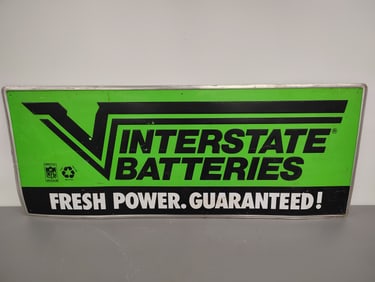 INTERSTATE®
BATTERIES
FRESH POWER. GUARANTEED!